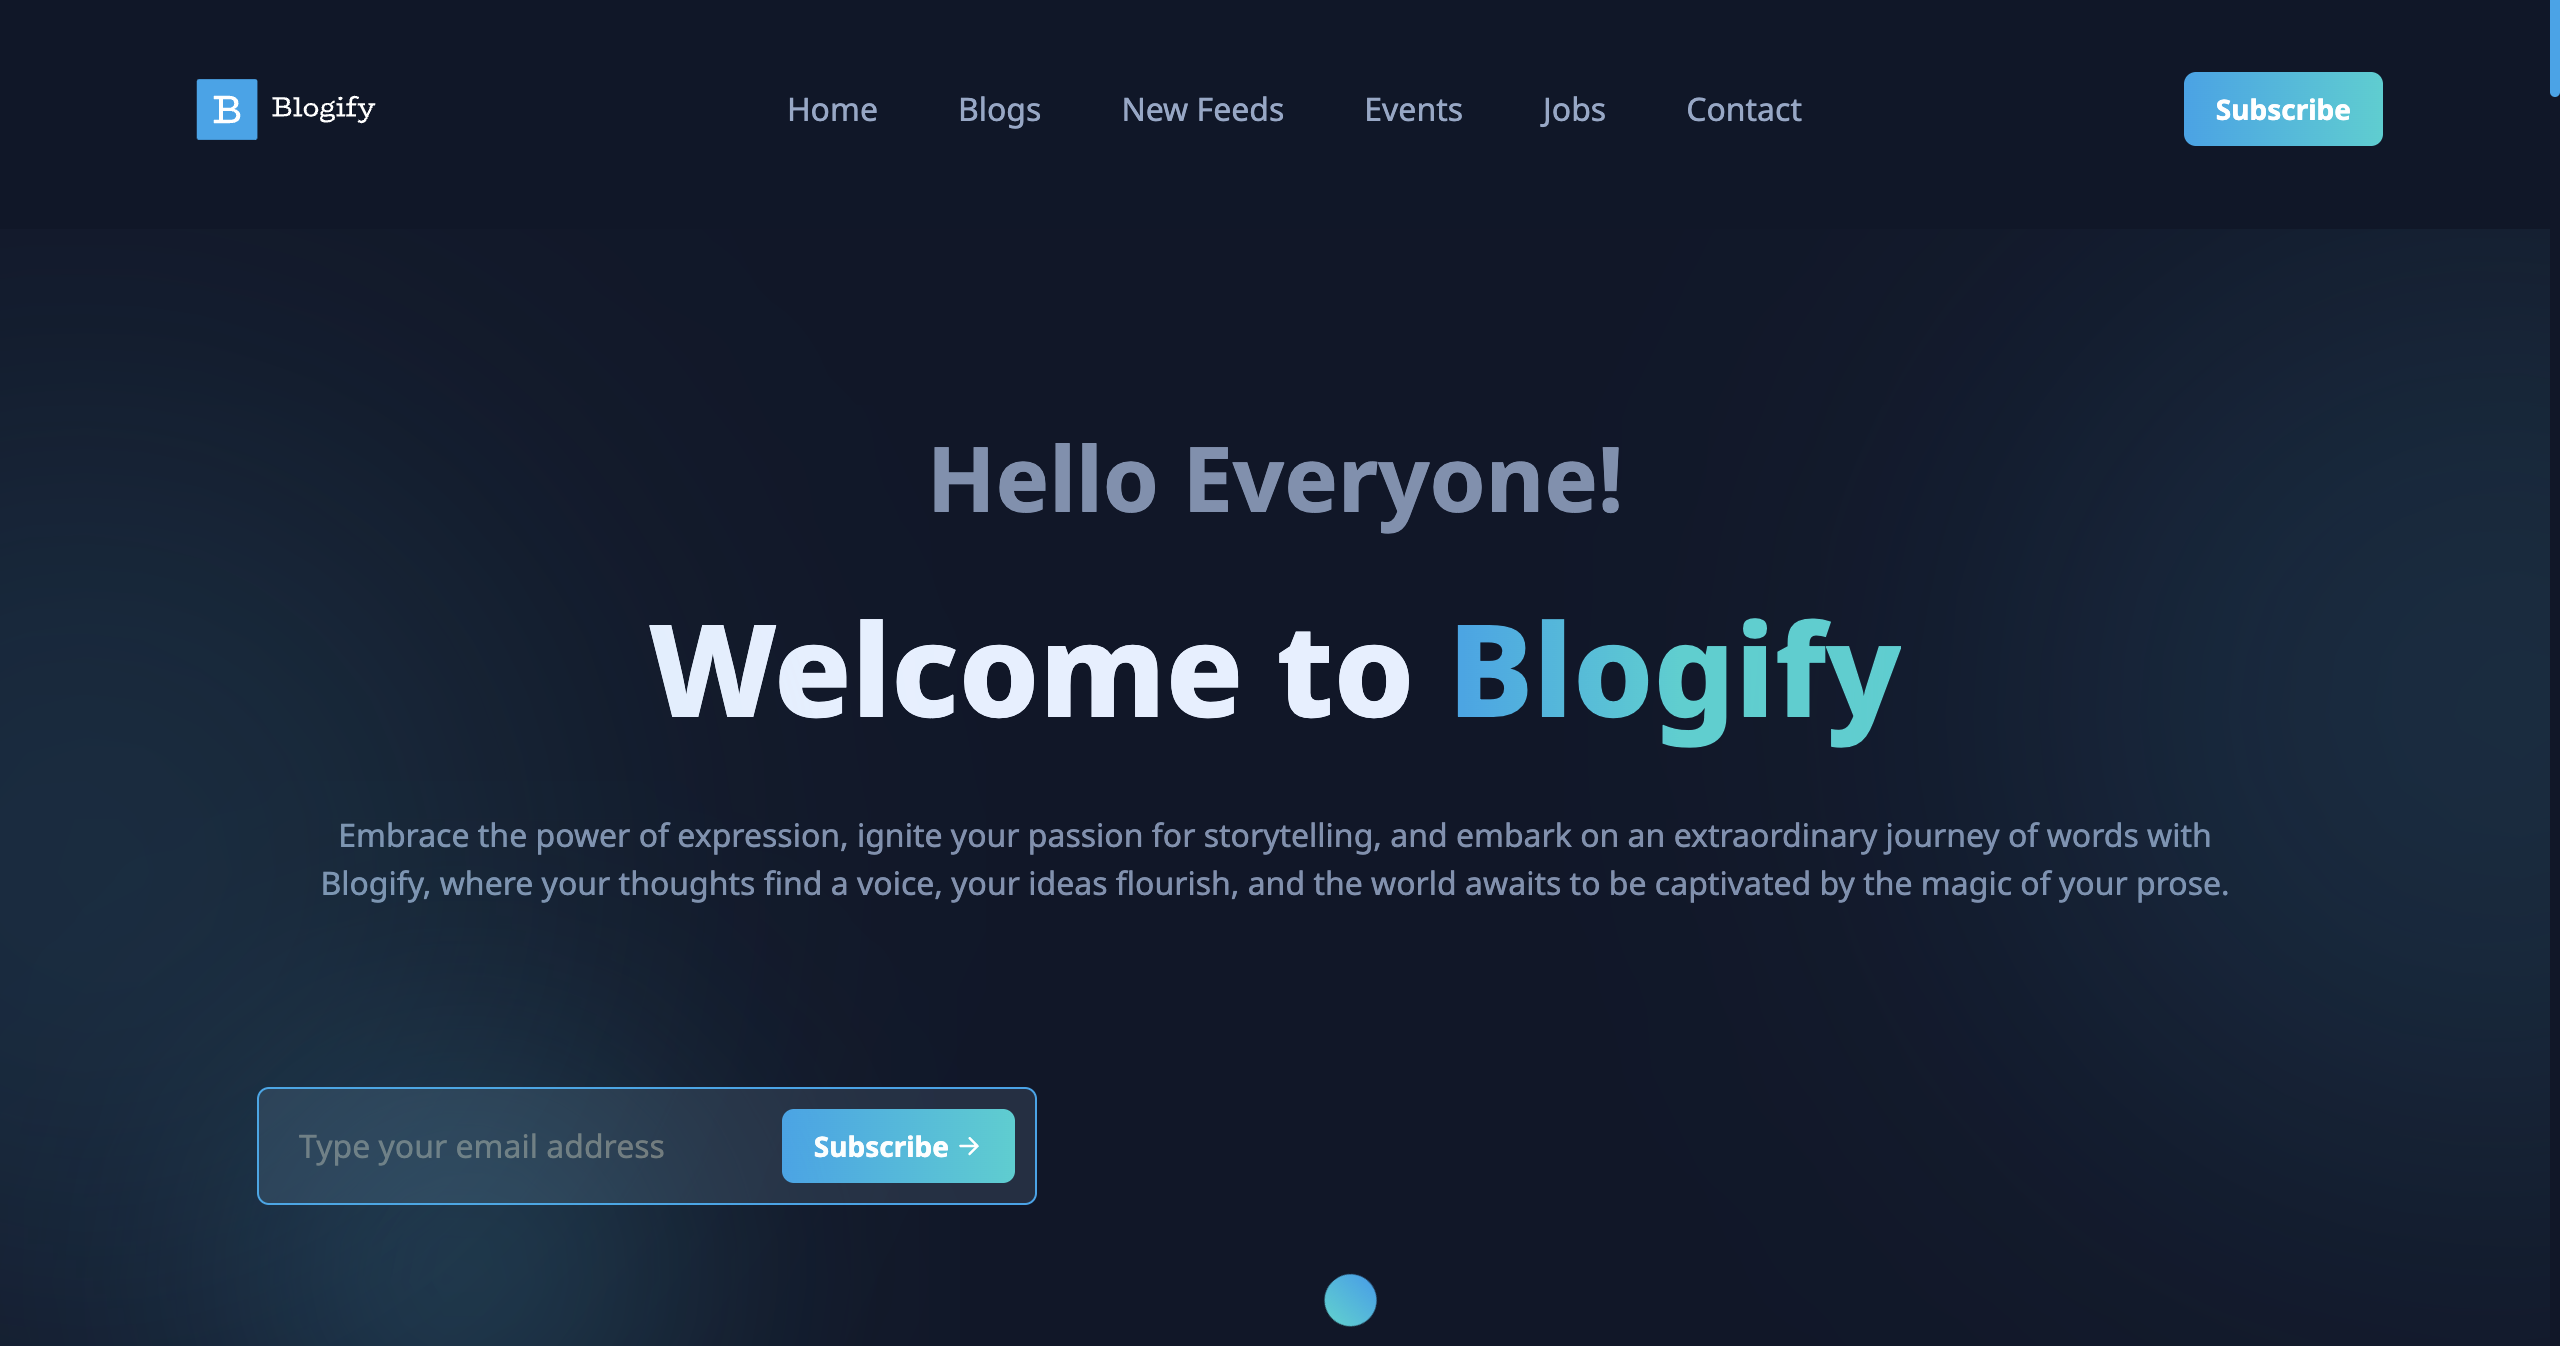 B Blogify
Home Blogs New Feeds Events Jobs Contact
Subscribe
Hello Everyone!
Welcome to Blogify
Embrace the power of expression, ignite your passion for storytelling, and embark on an extraordinary journey of words with
Blogify, where your thoughts find a voice, your ideas flourish, and the world awaits to be captivated by the magic of your prose.
Type your email address
Subscribe →